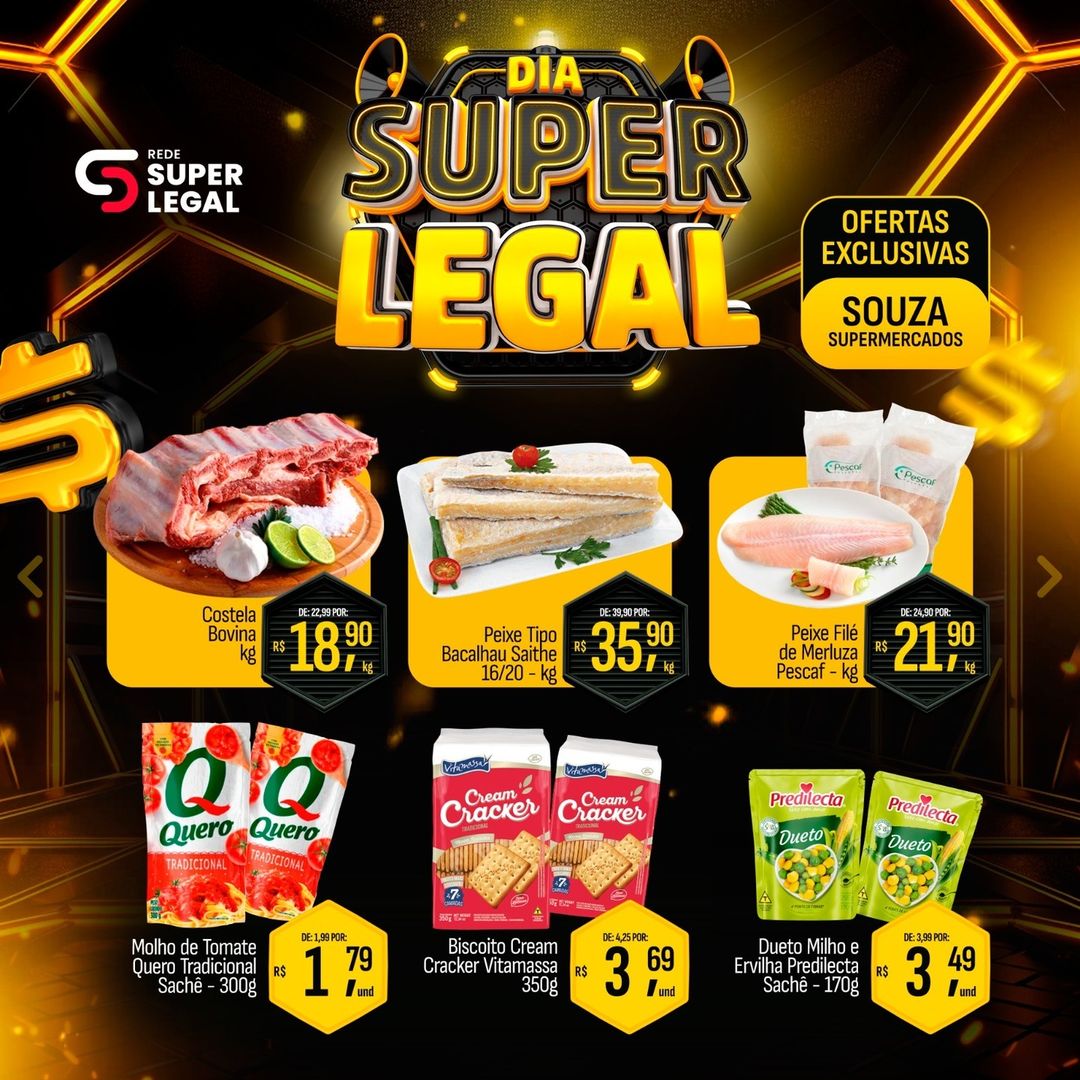 DIA
SUPER
LEGAL
REDE
SUPER
LEGAL
OFERTAS
EXCLUSIVAS
SOUZA
SUPERMERCADOS
Pescaf
Pescaf
Costela
Bovina
kg
DE: 22,99 POR:
R$ 18,90 kg
Peixe Tipo
Bacalhau Saithe
16/20 - kg
DE: 39,90 POR:
R$ 35,90 kg
Peixe Filé
de Merluza
Pescaf - kg
DE: 24,90 POR:
R$ 21,90 kg
Q
Quero
TRADICIONAL
Q
Quero
TRADICIONAL
Vitamassa
Cream
Cracker
TRADICIONAL
350g
Vitamassa
Cream
Cracker
Predilecta
Dueto
Predilecta
Dueto
Molho de Tomate
Quero Tradicional
Sachê - 300g
DE: 1,99 POR:
R$ 1,79 und
Biscoito Cream
Cracker Vitamassa
350g
DE: 4,25 POR:
R$ 3,69 und
Dueto Milho e
Ervilha Predilecta
Sachê - 170g
DE: 3,99 POR:
R$ 3,49 und